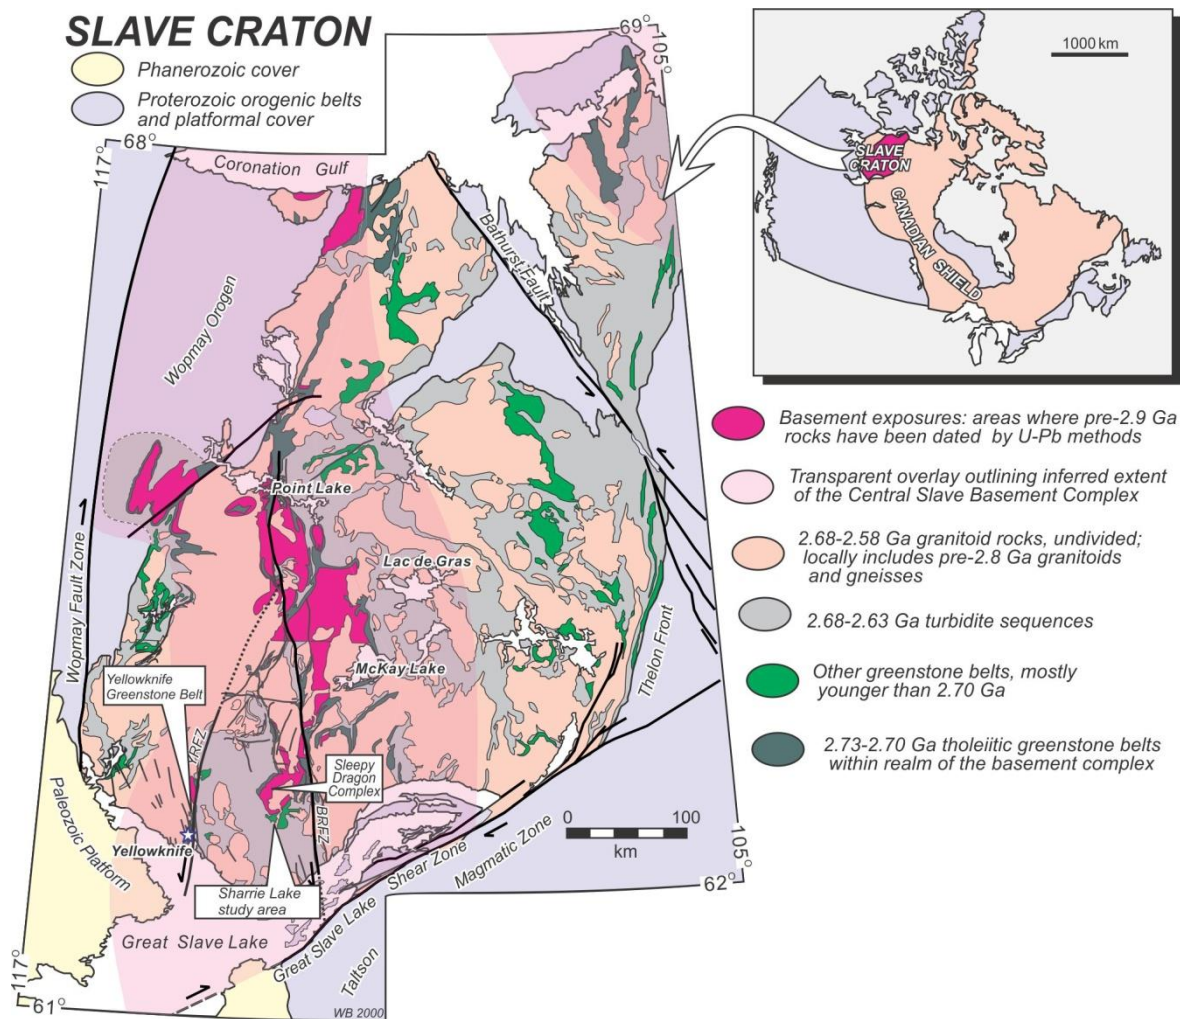 SLAVE CRATON
Phanerozoic cover
Proterozoic orogenic belts
and platformal cover
117°
68°
69°
105°
Coronation Gulf
Bathurst Fault
Wopmay Orogen
Wopmay Fault Zone
Point Lake
Lac de Gras
McKay Lake
Thelon Front
Yellowknife
Greenstone Belt
YRFZ
Sleepy
Dragon
Complex
BRFZ
Paleozoic Platform
Yellowknife
Sharrie Lake
study area
Great Slave Lake
Great Slave Lake Shear Zone
Magmatic Zone
Taltson
0 100
km
105°
62°
117°
61°
WB 2000
1000 km
SLAVE
CRATON
CANADIAN SHIELD
Basement exposures: areas where pre-2.9 Ga
rocks have been dated by U-Pb methods
Transparent overlay outlining inferred extent
of the Central Slave Basement Complex
2.68-2.58 Ga granitoid rocks, undivided;
locally includes pre-2.8 Ga granitoids
and gneisses
2.68-2.63 Ga turbidite sequences
Other greenstone belts, mostly
younger than 2.70 Ga
2.73-2.70 Ga tholeiitic greenstone belts
within realm of the basement complex